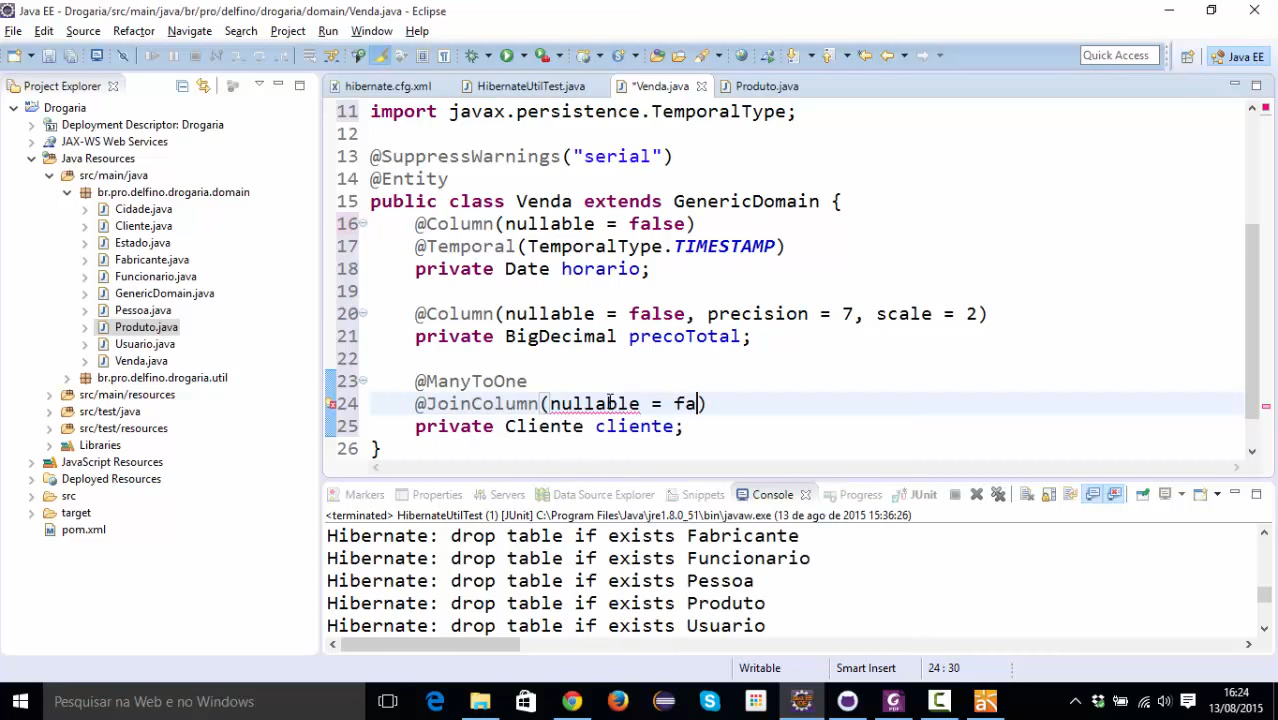 Java EE - Drogaria/src/main/java/br/pro/delfino/drogaria/domain/Venda.java - Eclipse
File Edit Source Refactor Navigate Search Project Run Window Help
Quick Access
Java EE
Project Explorer
hibernate.cfg.xml
HibernateUtilTest.java
*Venda.java
Produto.java
Drogaria
Deployment Descriptor: Drogaria
JAX-WS Web Services
Java Resources
src/main/java
br.pro.delfino.drogaria.domain
Cidade.java
Cliente.java
Estado.java
Fabricante.java
Funcionario.java
GenericDomain.java
Pessoa.java
Produto.java
Usuario.java
Venda.java
br.pro.delfino.drogaria.util
src/main/resources
src/test/java
src/test/resources
Libraries
JavaScript Resources
Deployed Resources
src
target
pom.xml
11 import javax.persistence.TemporalType;
12
13 @SuppressWarnings("serial")
14 @Entity
15 public class Venda extends GenericDomain {
16 @Column(nullable = false)
17 @Temporal(TemporalType.TIMESTAMP)
18 private Date horario;
19
20 @Column(nullable = false, precision = 7, scale = 2)
21 private BigDecimal precoTotal;
22
23 @ManyToOne
24 @JoinColumn(nullable = fa)
25 private Cliente cliente;
26 }
Markers Properties Servers Data Source Explorer Snippets Console Progress JUnit
<terminated> HibernateUtilTest (1) [JUnit] C:\Program Files\Java\jre1.8.0_51\bin\javaw.exe (13 de ago de 2015 15:36:26)
Hibernate: drop table if exists Fabricante
Hibernate: drop table if exists Funcionario
Hibernate: drop table if exists Pessoa
Hibernate: drop table if exists Produto
Hibernate: drop table if exists Usuario
Writable
Smart Insert
24 : 30
Pesquisar na Web e no Windows
16:24
13/08/2015